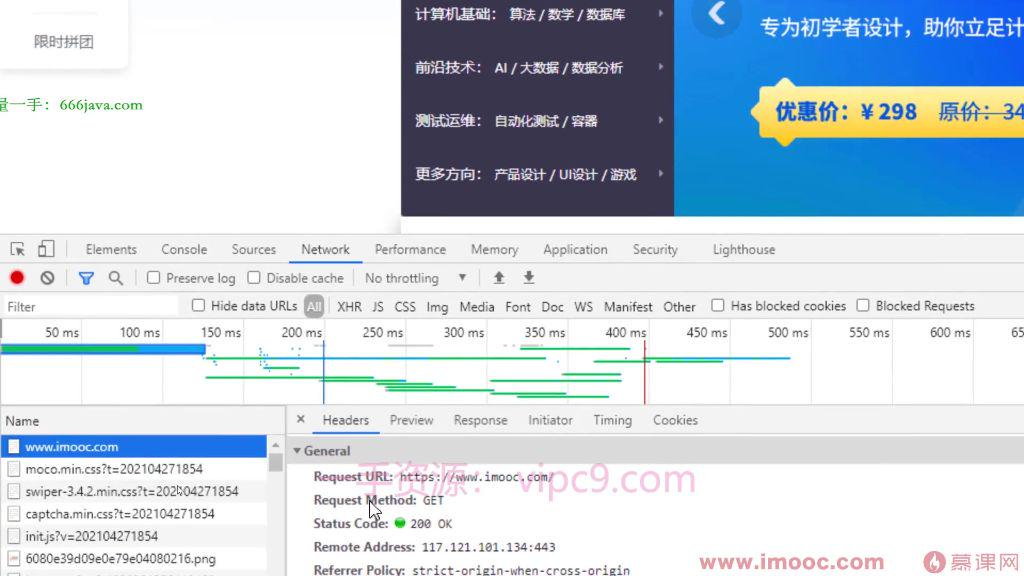 计算机基础： 算法 / 数学 / 数据库
限时拼团
前沿技术： AI / 大数据 / 数据分析
测试运维： 自动化测试 / 容器
更多方向： 产品设计 / UI设计 / 游戏
专为初学者设计，助你立足计
优惠价：￥298 原价：34
量一手：666java.com
Elements Console Sources Network Performance Memory Application Security Lighthouse
Preserve log Disable cache No throttling
Filter Hide data URLs All XHR JS CSS Img Media Font Doc WS Manifest Other Has blocked cookies Blocked Requests
50 ms 100 ms 150 ms 200 ms 250 ms 300 ms 350 ms 400 ms 450 ms 500 ms 550 ms 600 ms 65
Name
www.imooc.com
moco.min.css?t=202104271854
swiper-3.4.2.min.css?t=202104271854
captcha.min.css?t=202104271854
init.js?v=202104271854
6080e39d09e0e79e04080216.png
× Headers Preview Response Initiator Timing Cookies
General
Request URL: https://www.imooc.com/
Request Method: GET
Status Code: 200 OK
Remote Address: 117.121.101.134:443
Referrer Policy: strict-origin-when-cross-origin
一手资源： vipc9.com
www.imooc.com 慕课网